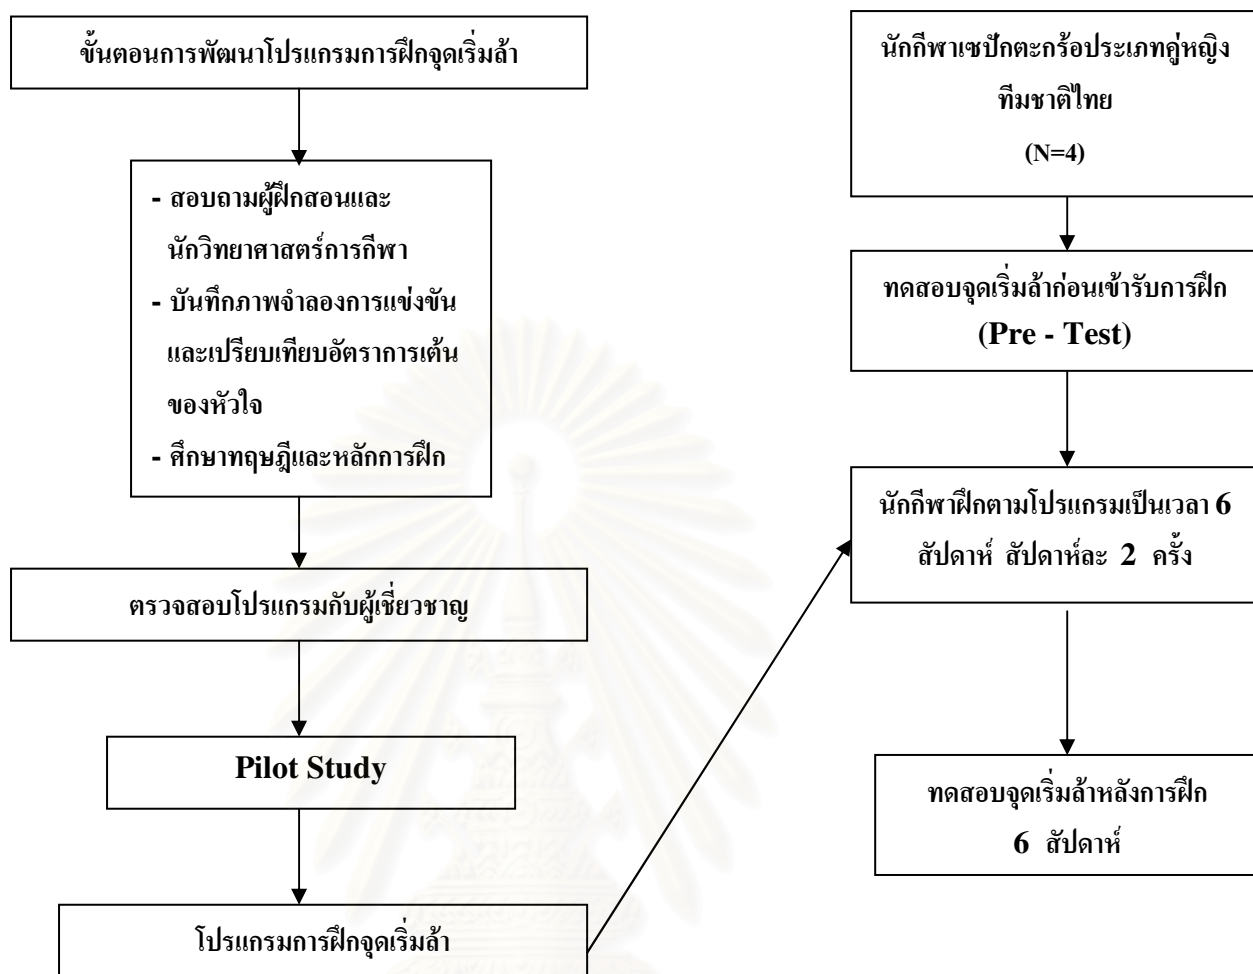 ขั้นตอนการพัฒนาโปรแกรมการฝึกจุดเริ่มล้า
- สอบถามผู้ฝึกสอนและ
นักวิทยาศาสตร์การกีฬา
- บันทึกภาพจำลองการแข่งขัน
และเปรียบเทียบอัตราการเต้น
ของหัวใจ
- ศึกษาทฤษฎีและหลักการฝึก
ตรวจสอบโปรแกรมกับผู้เชี่ยวชาญ
Pilot Study
โปรแกรมการฝึกจุดเริ่มล้า
นักกีฬาเซปักตะกร้อประเภทคู่หญิง
ทีมชาติไทย
(N=4)
ทดสอบจุดเริ่มล้าก่อนเข้ารับการฝึก
(Pre - Test)
นักกีฬาฝึกตามโปรแกรมเป็นเวลา 6
สัปดาห์ สัปดาห์ละ 2 ครั้ง
ทดสอบจุดเริ่มล้าหลังการฝึก
6 สัปดาห์